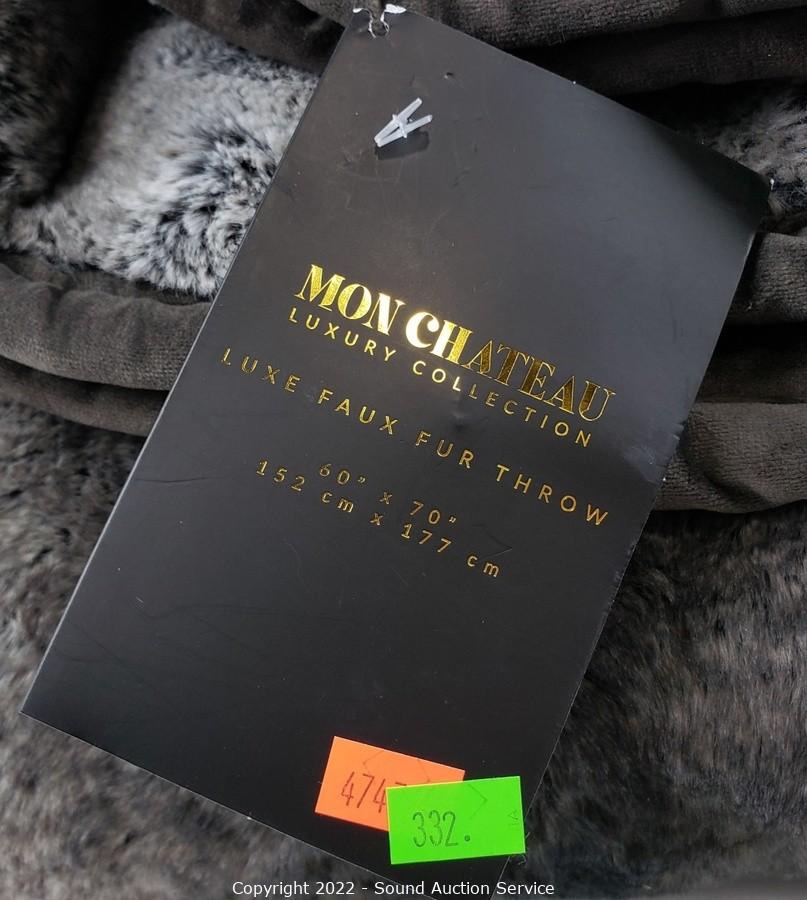 MON CHATEAU
LUXURY COLLECTION
LUXE FAUX FUR THROW
60" x 70"
152 cm x 177 cm
332.
Copyright 2022 - Sound Auction Service